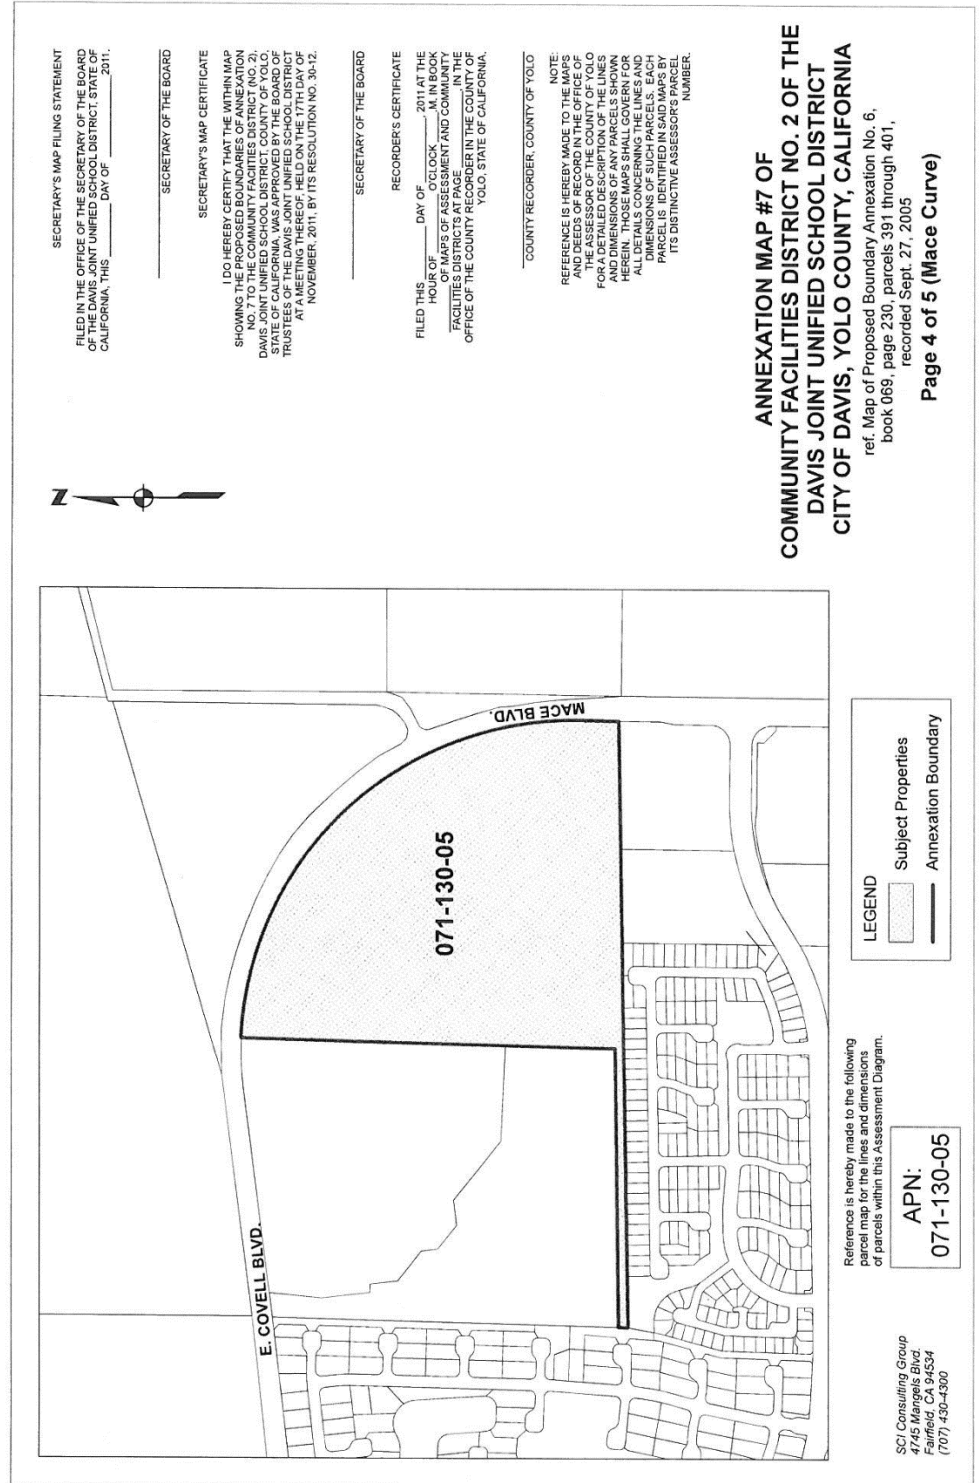 SECRETARY'S MAP FILING STATEMENT
FILED IN THE OFFICE OF THE SECRETARY OF THE BOARD
OF THE DAVIS JOINT UNIFIED SCHOOL DISTRICT, STATE OF
CALIFORNIA, THIS ______ DAY OF ____________ 2011.
SECRETARY OF THE BOARD
SECRETARY'S MAP CERTIFICATE
I DO HEREBY CERTIFY THAT THE WITHIN MAP
SHOWING THE PROPOSED BOUNDARIES OF ANNEXATION
NO. 7 TO THE COMMUNITY FACILITIES DISTRICT (NO. 2),
DAVIS JOINT UNIFIED SCHOOL DISTRICT, COUNTY OF YOLO,
STATE OF CALIFORNIA, WAS APPROVED BY THE BOARD OF
TRUSTEES OF THE DAVIS JOINT UNIFIED SCHOOL DISTRICT
AT A MEETING THEREOF, HELD ON THE 17TH DAY OF
NOVEMBER, 2011, BY ITS RESOLUTION NO. 30-12.
SECRETARY OF THE BOARD
RECORDER'S CERTIFICATE
FILED THIS ______ DAY OF ________, 2011 AT THE
HOUR OF ______ O'CLOCK ____.M. IN BOOK
______ OF MAPS OF ASSESSMENT AND COMMUNITY
FACILITIES DISTRICTS AT PAGE ______, IN THE
OFFICE OF THE COUNTY RECORDER IN THE COUNTY OF
YOLO, STATE OF CALIFORNIA.
COUNTY RECORDER, COUNTY OF YOLO
NOTE:
REFERENCE IS HEREBY MADE TO THE MAPS
AND DEEDS OF RECORD IN THE OFFICE OF
THE ASSESSOR OF THE COUNTY OF YOLO
FOR A DETAILED DESCRIPTION OF THE LINES
AND DIMENSIONS OF ANY PARCELS SHOWN
HEREIN. THOSE MAPS SHALL GOVERN FOR
ALL DETAILS CONCERNING THE LINES AND
DIMENSIONS OF SUCH PARCELS. EACH
PARCEL IS IDENTIFIED IN SAID MAPS BY
ITS DISTINCTIVE ASSESSOR'S PARCEL
NUMBER.
N
E. COVELL BLVD.
MACE BLVD.
071-130-05
ANNEXATION MAP #7 OF
COMMUNITY FACILITIES DISTRICT NO. 2 OF THE
DAVIS JOINT UNIFIED SCHOOL DISTRICT
CITY OF DAVIS, YOLO COUNTY, CALIFORNIA
ref. Map of Proposed Boundary Annexation No. 6,
book 069, page 230, parcels 391 through 401,
recorded Sept. 27, 2005
Page 4 of 5 (Mace Curve)
LEGEND
Subject Properties
Annexation Boundary
Reference is hereby made to the following
parcel map for the lines and dimensions
of parcels within this Assessment Diagram.
APN:
071-130-05
SCI Consulting Group
4745 Mangels Blvd.
Fairfield, CA 94534
(707) 430-4300